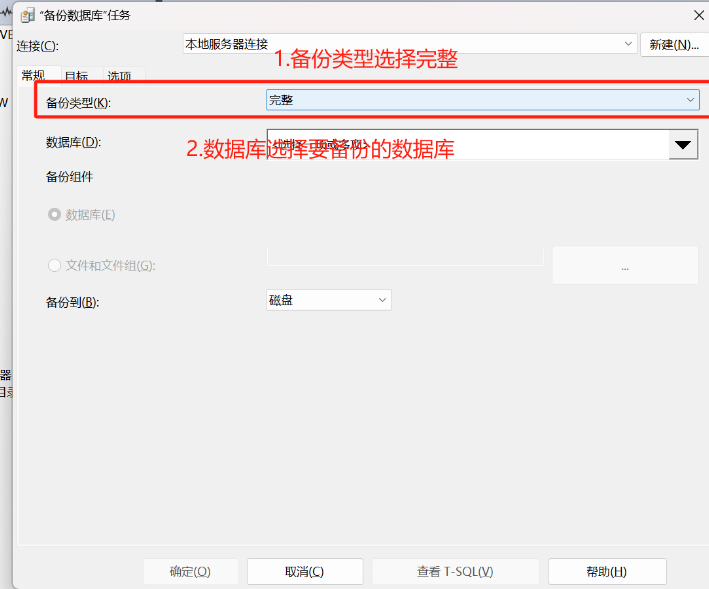 “备份数据库”任务
连接(C):
本地服务器连接
新建(N)...
1.备份类型选择完整
常规
目标
选项
备份类型(K):
完整
数据库(D):
2.数据库选择要备份的数据库
备份组件
数据库(E)
文件和文件组(G):
...
备份到(B):
磁盘
器
目录
确定(O)
取消(C)
查看 T-SQL(V)
帮助(H)